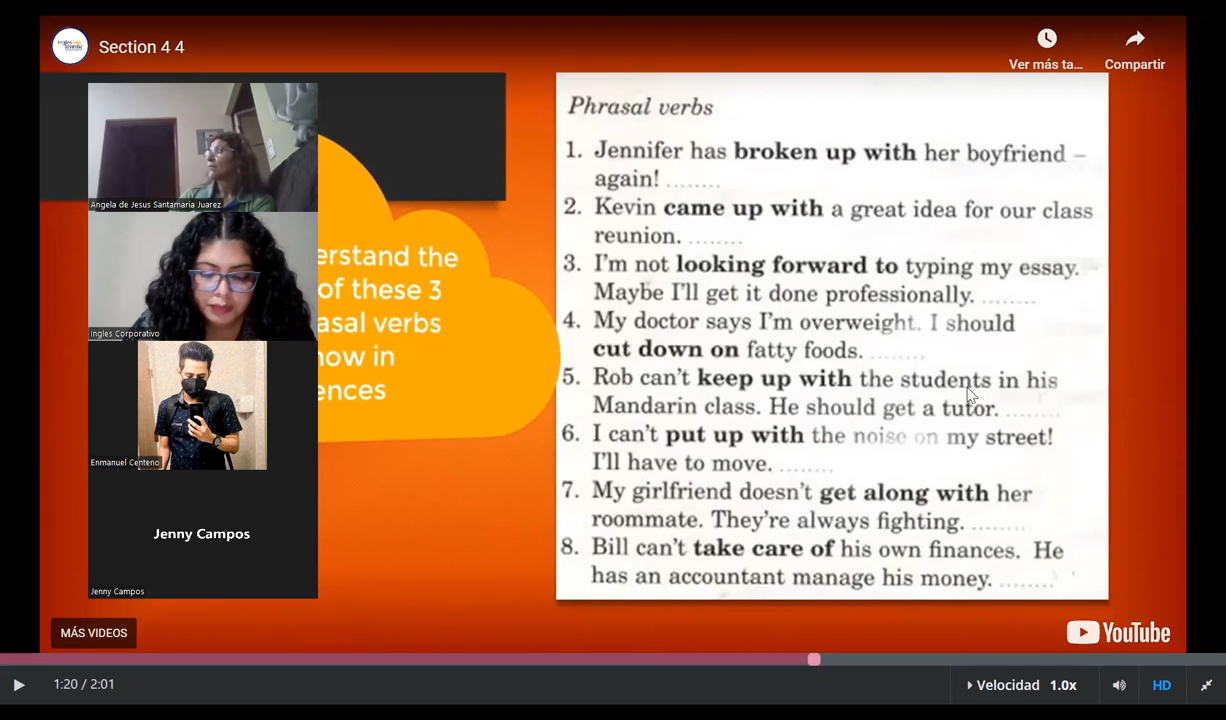 Section 4 4
Ver más ta...
Compartir
Angela de Jesus Santamaria Juarez
Ingles Corporativo
Enmanuel Centeno
Jenny Campos
Jenny Campos
erstand the
of these 3
asal verbs
now in
ences
Phrasal verbs
1. Jennifer has broken up with her boyfriend –
again! ........
2. Kevin came up with a great idea for our class
reunion. ........
3. I'm not looking forward to typing my essay.
Maybe I'll get it done professionally. ........
4. My doctor says I'm overweight. I should
cut down on fatty foods. ........
5. Rob can't keep up with the students in his
Mandarin class. He should get a tutor. ........
6. I can't put up with the noise on my street!
I'll have to move. ........
7. My girlfriend doesn't get along with her
roommate. They're always fighting. ........
8. Bill can't take care of his own finances. He
has an accountant manage his money. ........
MÁS VIDEOS
YouTube
1:20 / 2:01
Velocidad 1.0x
HD